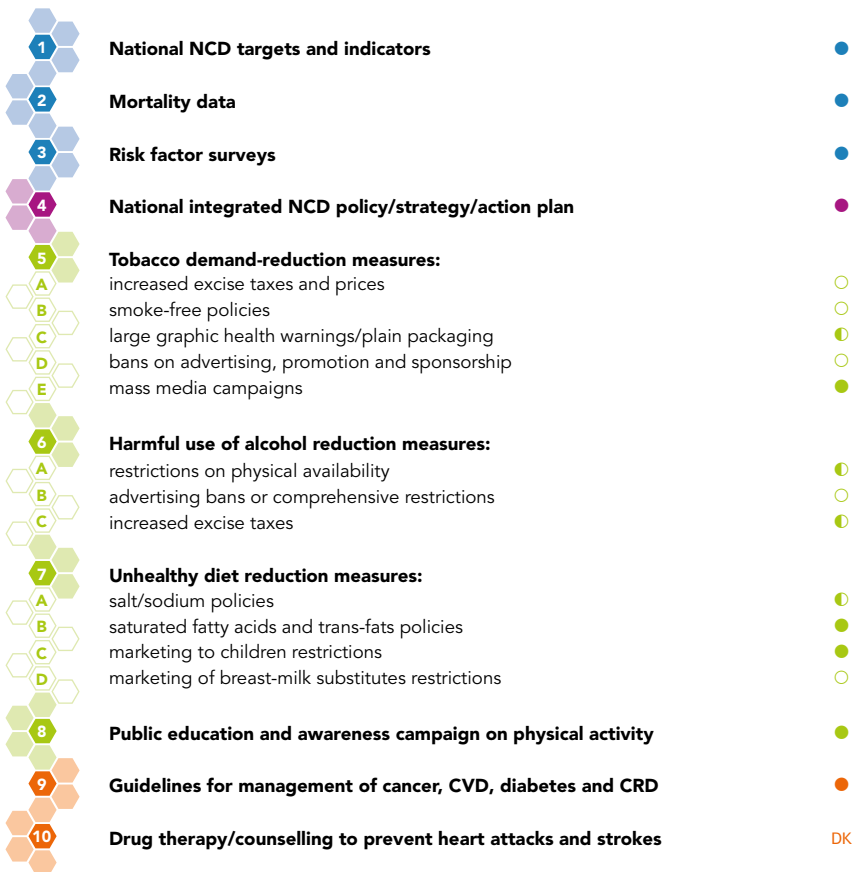 1 National NCD targets and indicators ●
2 Mortality data ●
3 Risk factor surveys ●
4 National integrated NCD policy/strategy/action plan ●
5 Tobacco demand-reduction measures:
A increased excise taxes and prices ○
B smoke-free policies ○
C large graphic health warnings/plain packaging ◐
D bans on advertising, promotion and sponsorship ○
E mass media campaigns ●
6 Harmful use of alcohol reduction measures:
A restrictions on physical availability ◐
B advertising bans or comprehensive restrictions ○
C increased excise taxes ◐
7 Unhealthy diet reduction measures:
A salt/sodium policies ◐
B saturated fatty acids and trans-fats policies ●
C marketing to children restrictions ●
D marketing of breast-milk substitutes restrictions ○
8 Public education and awareness campaign on physical activity ●
9 Guidelines for management of cancer, CVD, diabetes and CRD ●
10 Drug therapy/counselling to prevent heart attacks and strokes DK